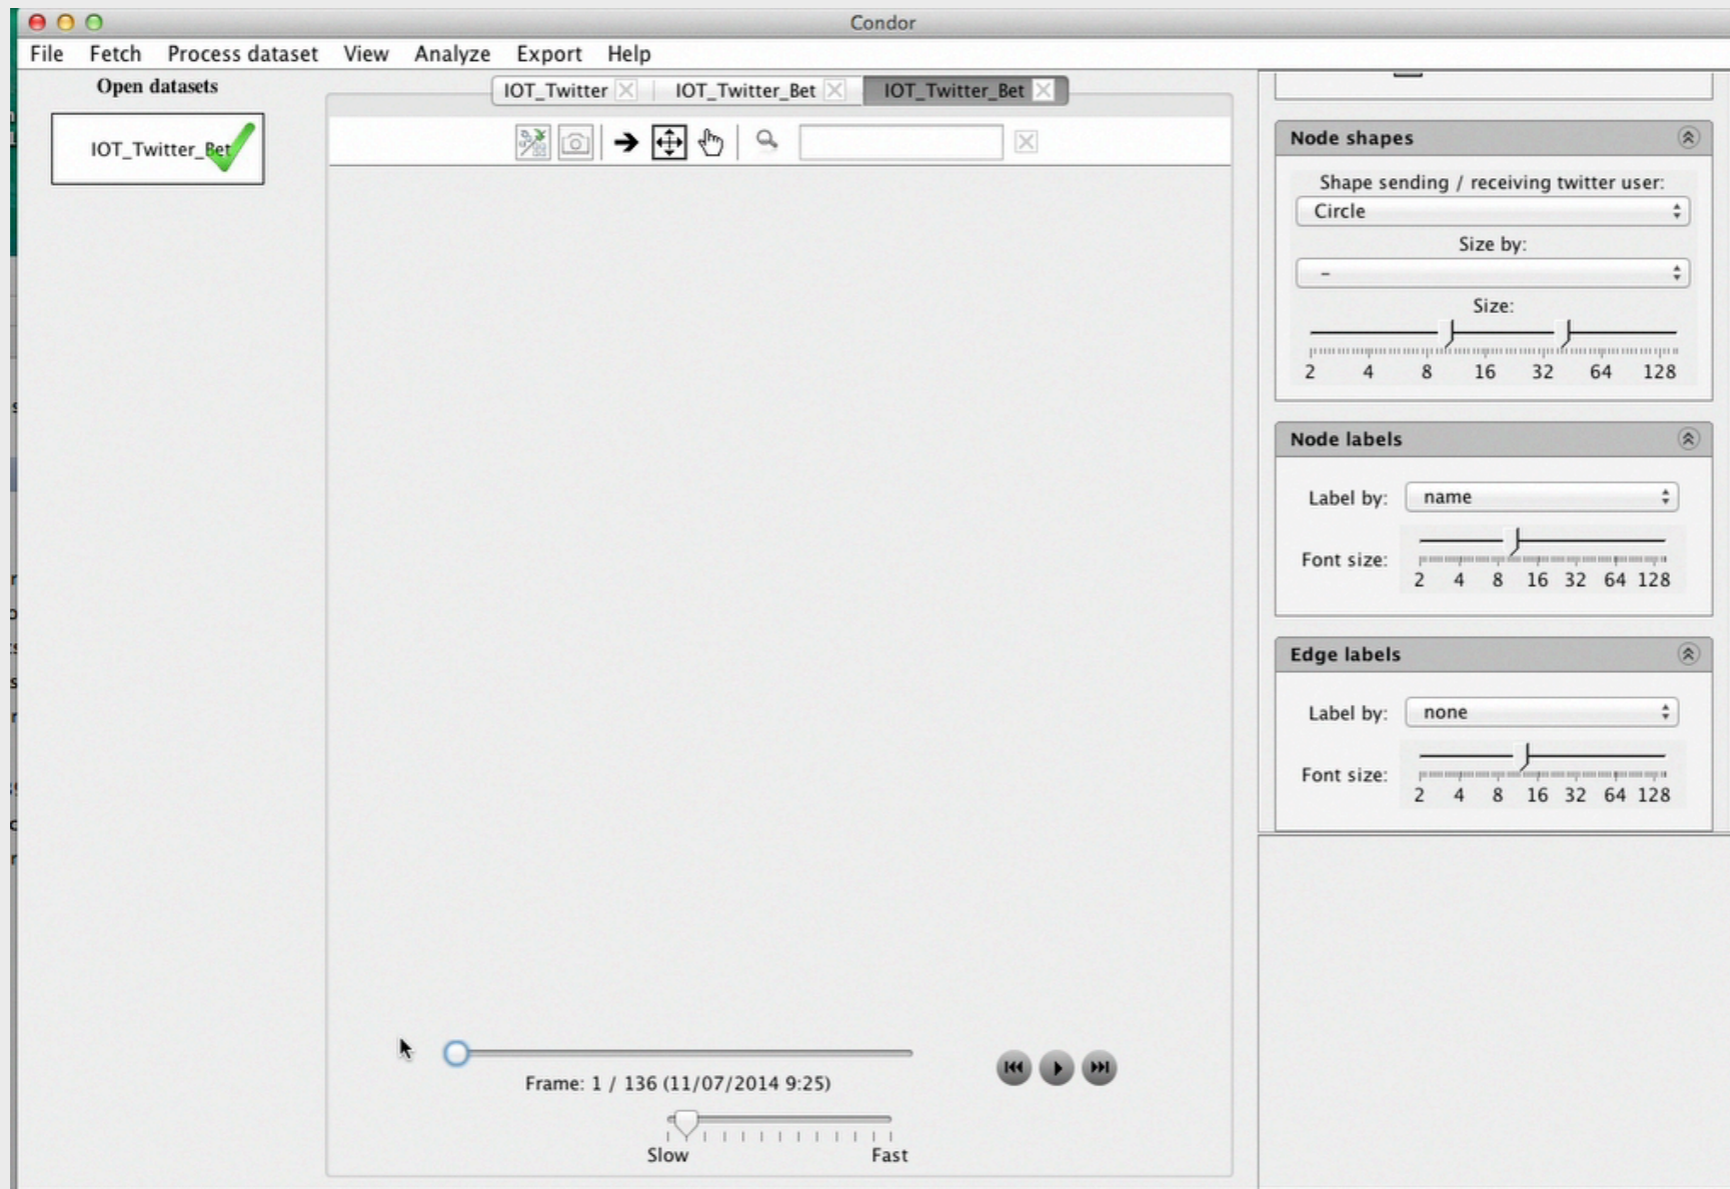 Condor
File Fetch Process dataset View Analyze Export Help
Open datasets
IOT_Twitter_Bet
IOT_Twitter IOT_Twitter_Bet IOT_Twitter_Bet
Node shapes
Shape sending / receiving twitter user:
Circle
Size by:
–
Size:
2 4 8 16 32 64 128
Node labels
Label by: name
Font size:
2 4 8 16 32 64 128
Edge labels
Label by: none
Font size:
2 4 8 16 32 64 128
Frame: 1 / 136 (11/07/2014 9:25)
Slow Fast